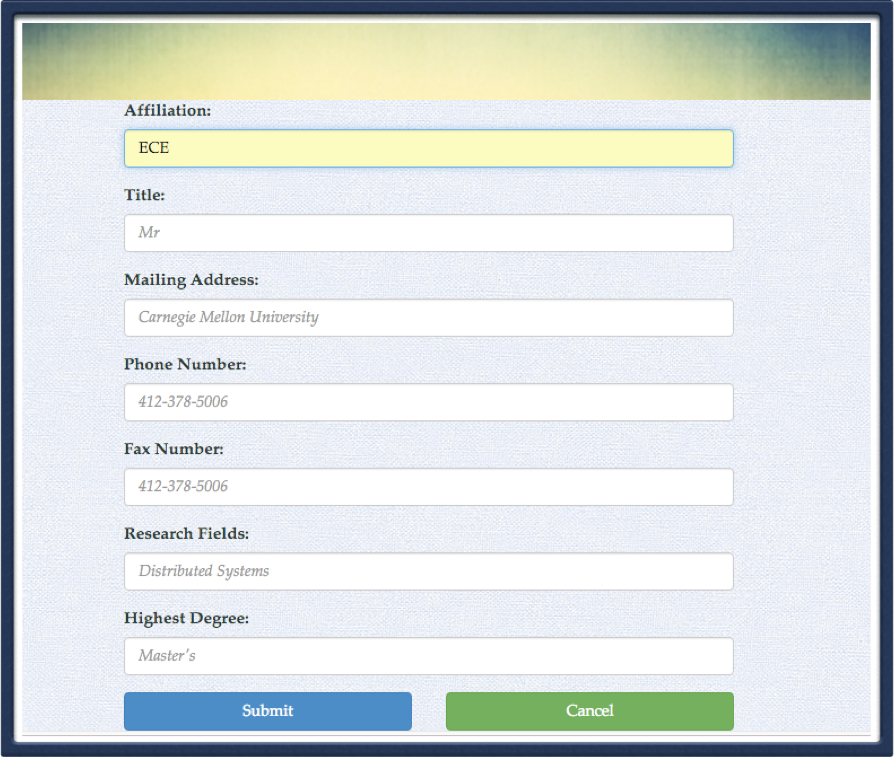 Affiliation:
ECE
Title:
Mr
Mailing Address:
Carnegie Mellon University
Phone Number:
412-378-5006
Fax Number:
412-378-5006
Research Fields:
Distributed Systems
Highest Degree:
Master's
Submit
Cancel